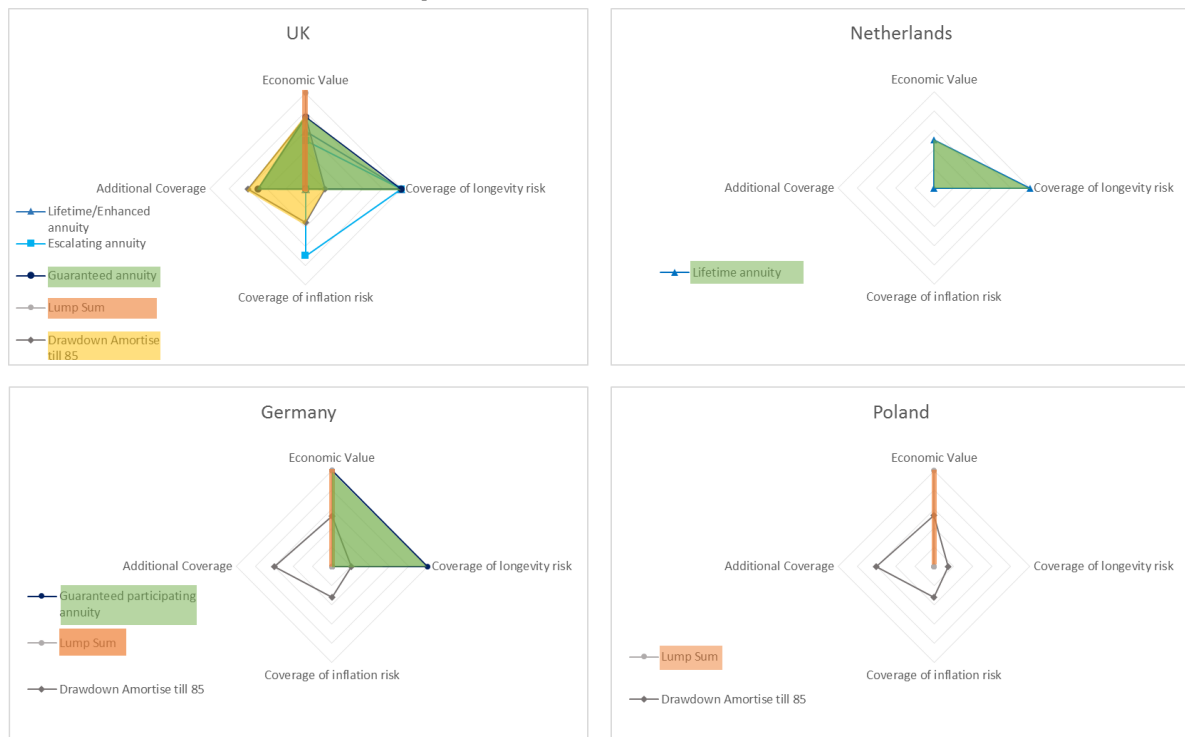 UK
Economic Value
Additional Coverage
Coverage of longevity risk
Coverage of inflation risk
Lifetime/Enhanced
annuity
Escalating annuity
Guaranteed annuity
Lump Sum
Drawdown Amortise
till 85
Netherlands
Economic Value
Additional Coverage
Coverage of longevity risk
Coverage of inflation risk
Lifetime annuity
Germany
Economic Value
Additional Coverage
Coverage of longevity risk
Coverage of inflation risk
Guaranteed participating
annuity
Lump Sum
Drawdown Amortise till 85
Poland
Economic Value
Additional Coverage
Coverage of longevity risk
Coverage of inflation risk
Lump Sum
Drawdown Amortise till 85